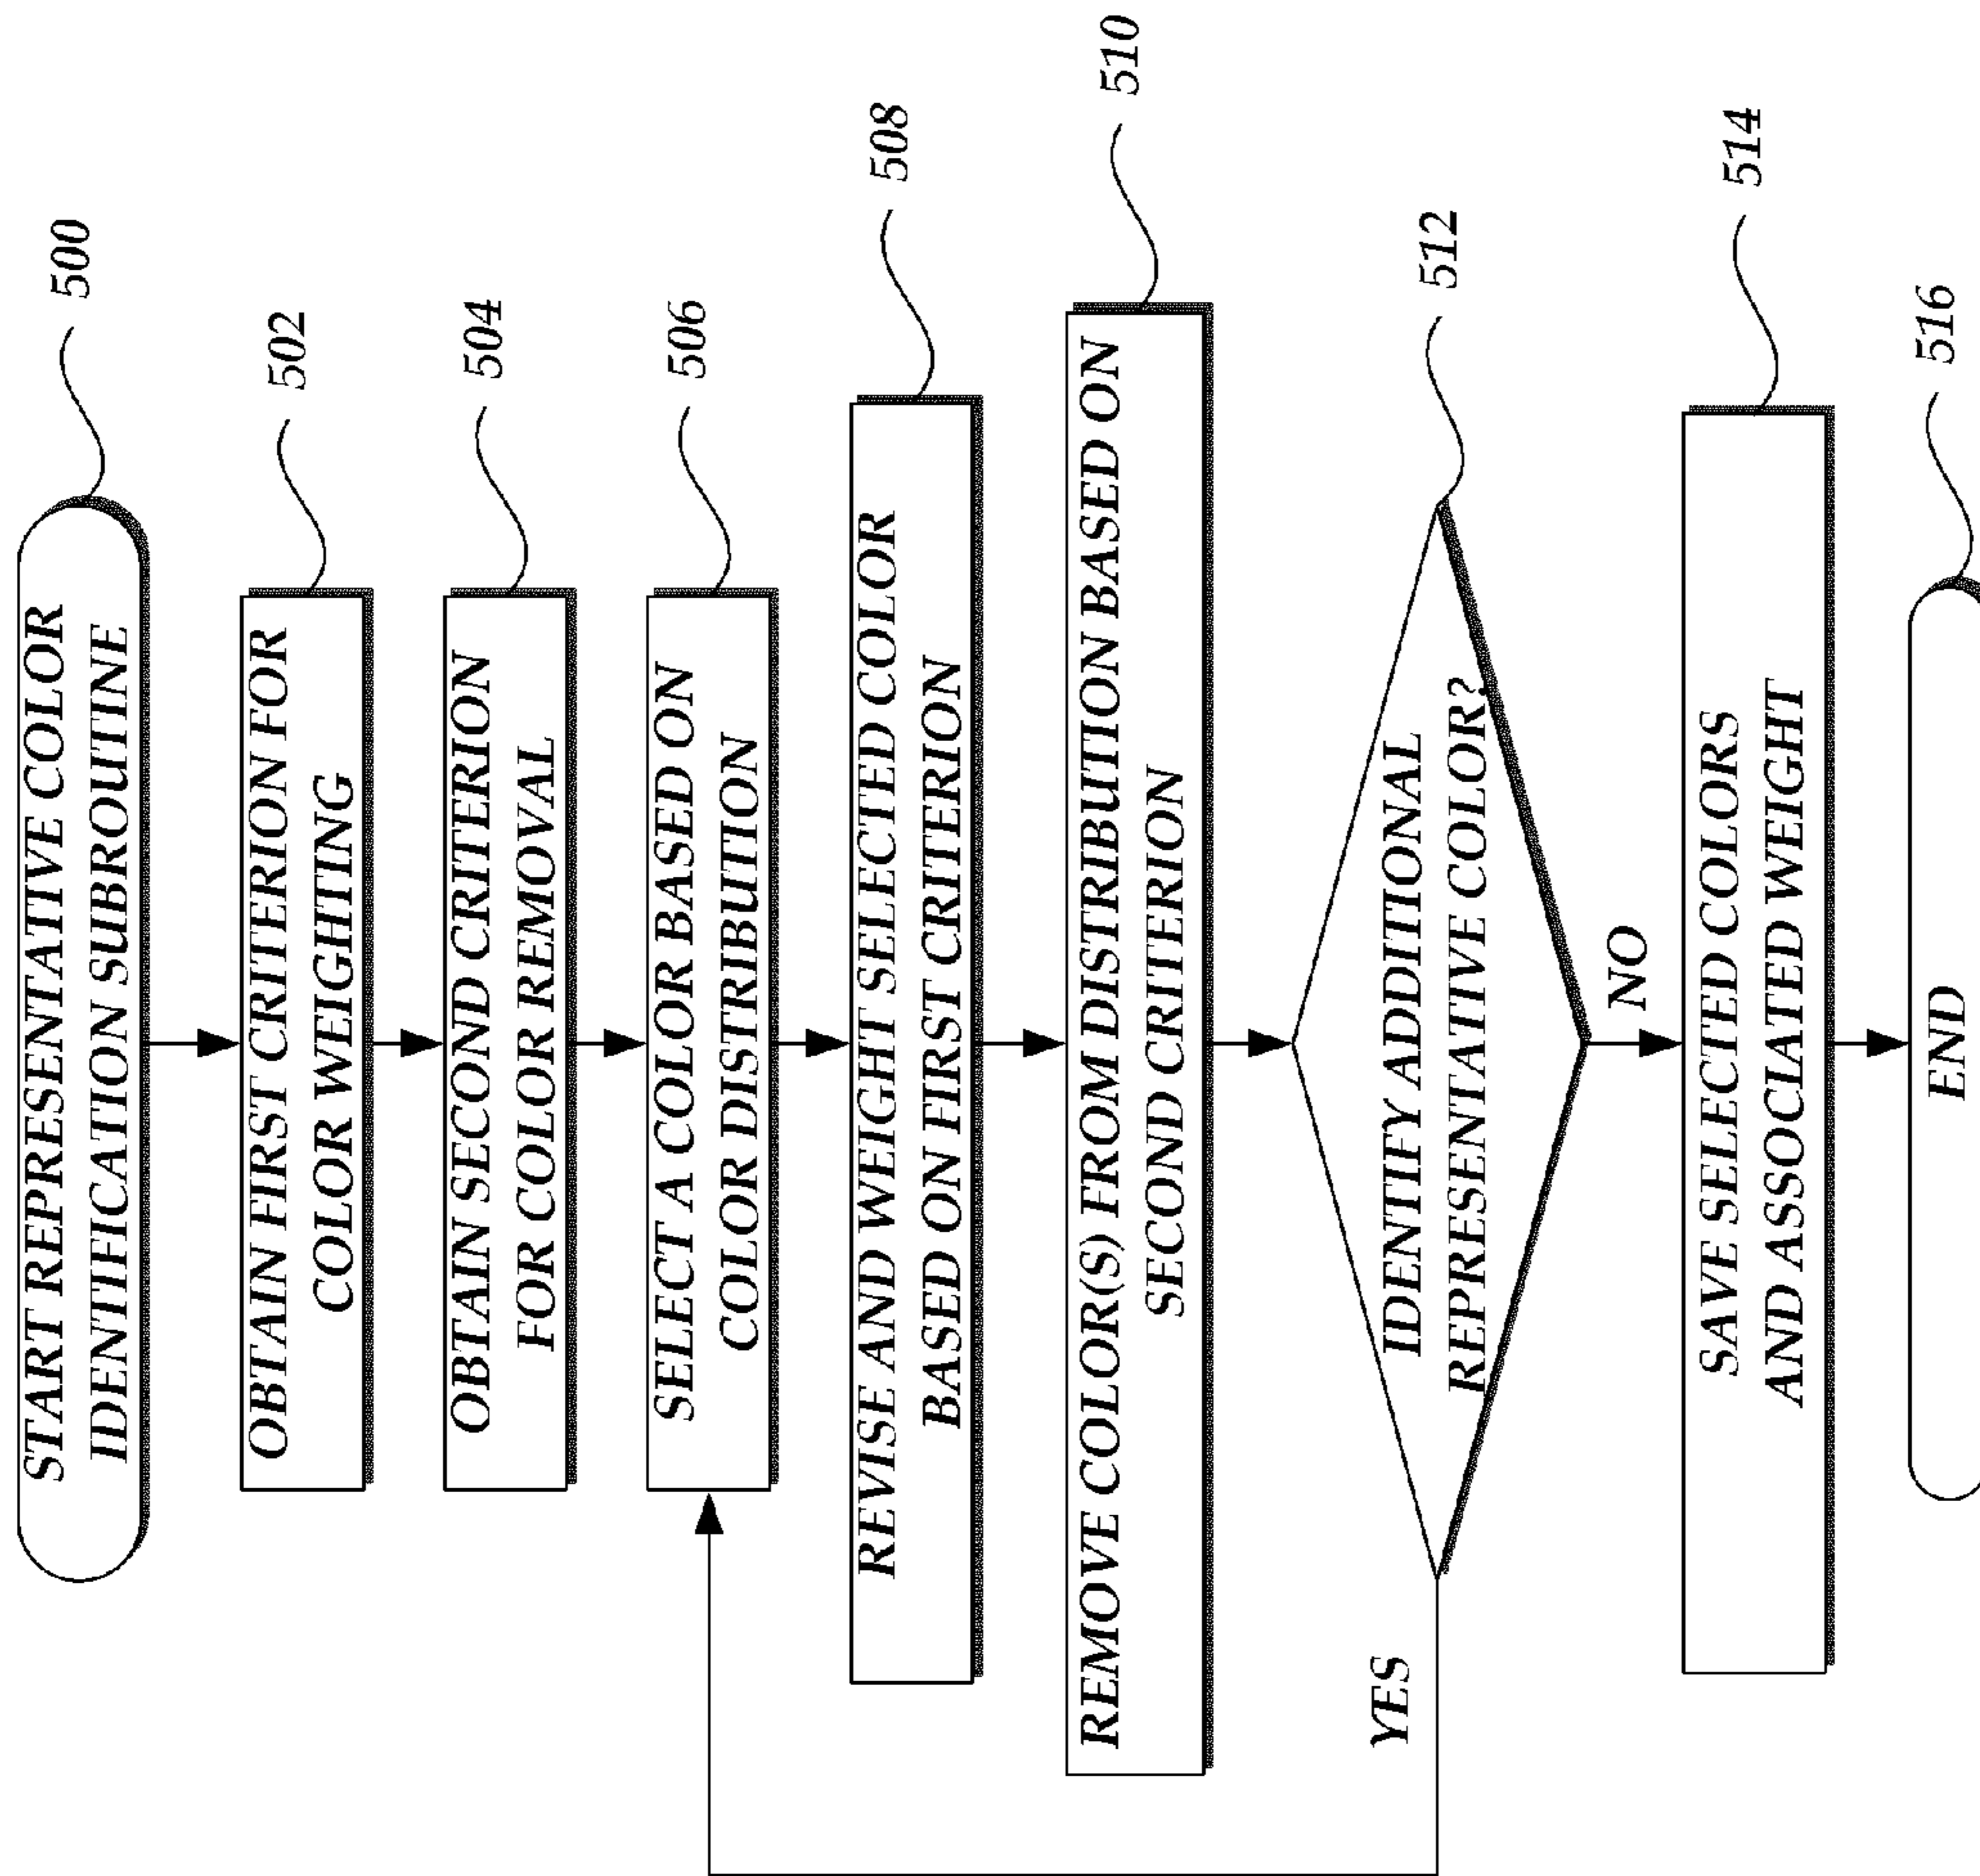 START REPRESENTATIVE COLOR
IDENTIFICATION SUBROUTINE
500
OBTAIN FIRST CRITERION FOR
COLOR WEIGHTING
502
OBTAIN SECOND CRITERION
FOR COLOR REMOVAL
504
SELECT A COLOR BASED ON
COLOR DISTRIBUTION
506
REVISE AND WEIGHT SELECTED COLOR
BASED ON FIRST CRITERION
508
REMOVE COLOR(S) FROM DISTRIBUTION BASED ON
SECOND CRITERION
510
IDENTIFY ADDITIONAL
REPRESENTATIVE COLOR?
512
YES
NO
SAVE SELECTED COLORS
AND ASSOCIATED WEIGHT
514
END
516